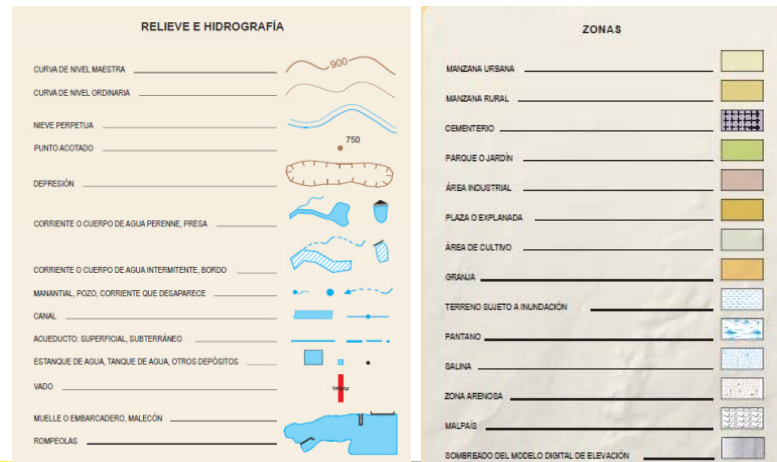 RELIEVE E HIDROGRAFÍA
CURVA DE NIVEL MAESTRA
900
CURVA DE NIVEL ORDINARIA
NIEVE PERPETUA
PUNTO ACOTADO
750
DEPRESIÓN
CORRIENTE O CUERPO DE AGUA PERENNE, PRESA
CORRIENTE O CUERPO DE AGUA INTERMITENTE, BORDO
MANANTIAL, POZO, CORRIENTE QUE DESAPARECE
CANAL
ACUEDUCTO: SUPERFICIAL, SUBTERRÁNEO
ESTANQUE DE AGUA, TANQUE DE AGUA, OTROS DEPÓSITOS
VADO
MUELLE O EMBARCADERO, MALECÓN
ROMPEOLAS
ZONAS
MANZANA URBANA
MANZANA RURAL
CEMENTERIO
PARQUE O JARDÍN
ÁREA INDUSTRIAL
PLAZA O EXPLANADA
ÁREA DE CULTIVO
GRANJA
TERRENO SUJETO A INUNDACIÓN
PANTANO
SALINA
ZONA ARENOSA
MALPAÍS
SOMBREADO DEL MODELO DIGITAL DE ELEVACIÓN